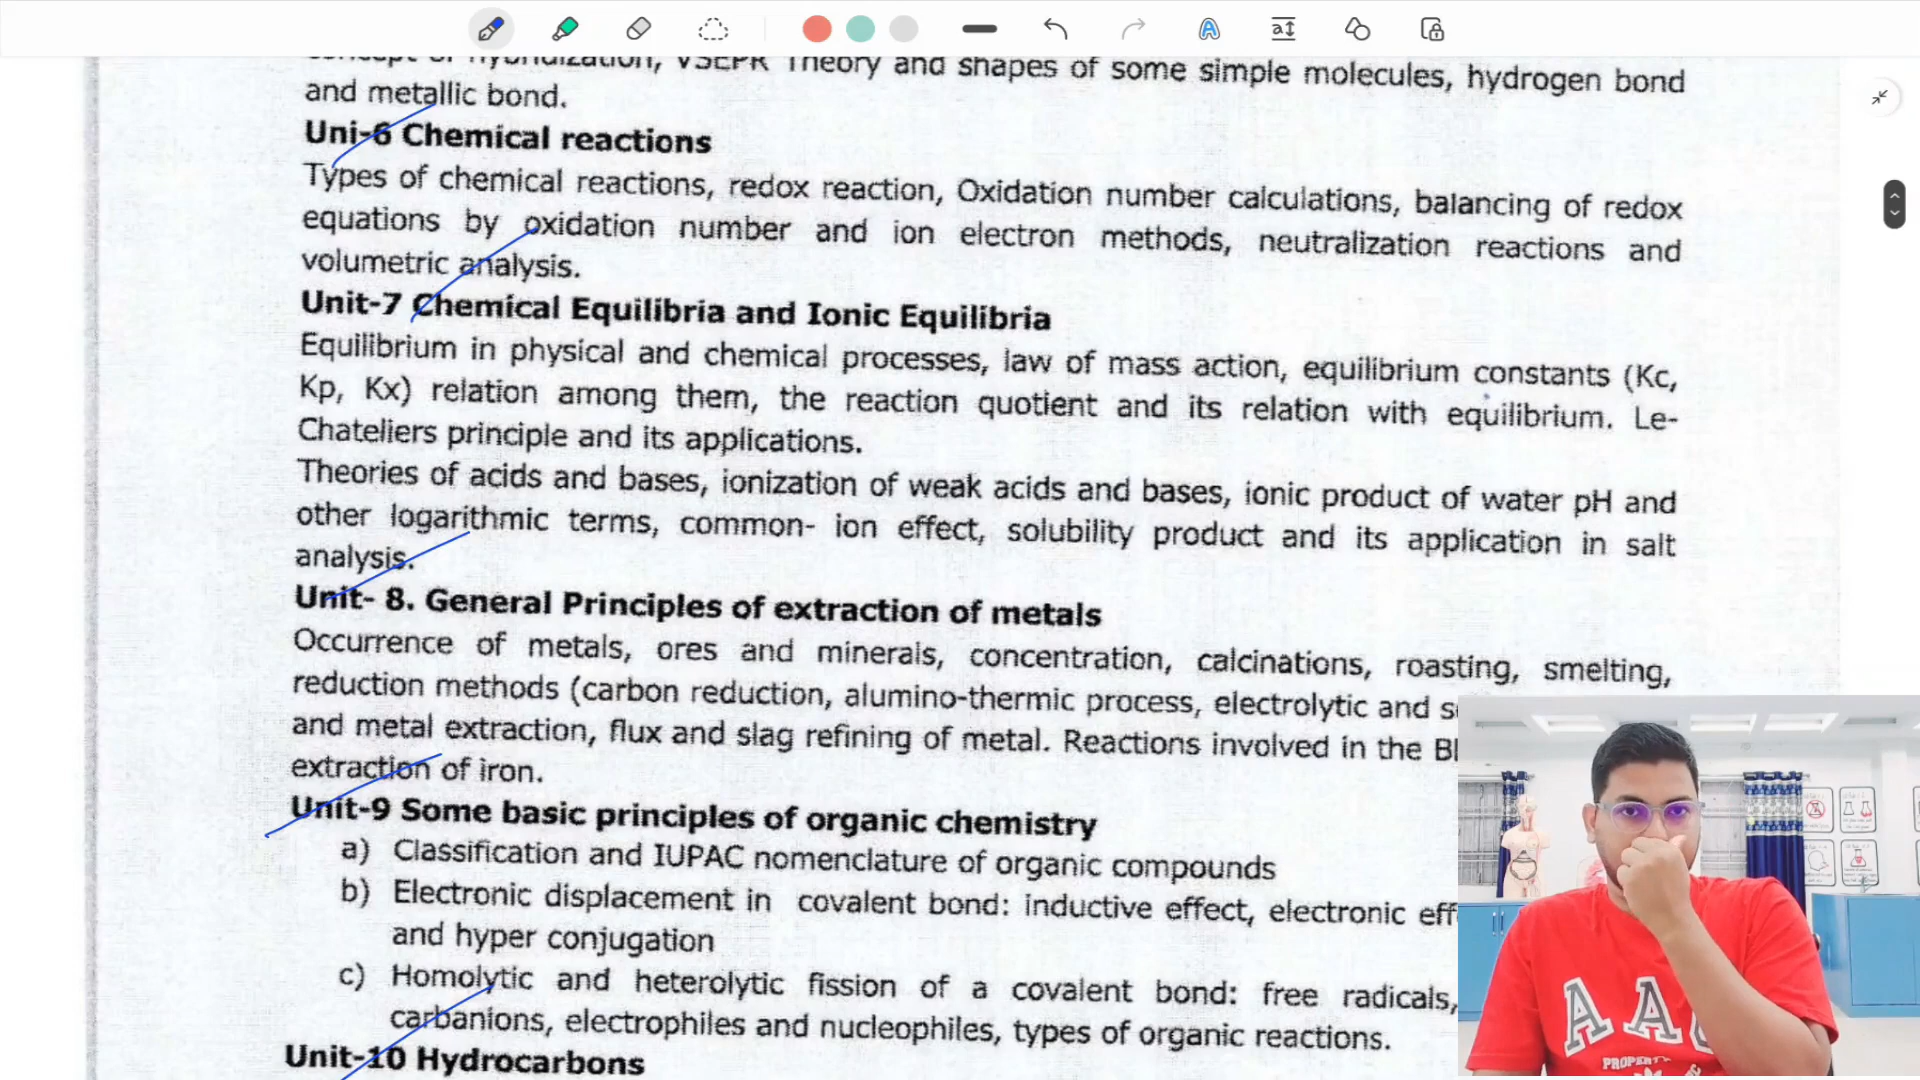 concept of hybridization, VSEPR Theory and shapes of some simple molecules, hydrogen bond
and metallic bond.
Uni-6 Chemical reactions
Types of chemical reactions, redox reaction, Oxidation number calculations, balancing of redox
equations by oxidation number and ion electron methods, neutralization reactions and
volumetric analysis.
Unit-7 Chemical Equilibria and Ionic Equilibria
Equilibrium in physical and chemical processes, law of mass action, equilibrium constants (Kc,
Kp, Kx) relation among them, the reaction quotient and its relation with equilibrium. Le-
Chateliers principle and its applications.
Theories of acids and bases, ionization of weak acids and bases, ionic product of water pH and
other logarithmic terms, common- ion effect, solubility product and its application in salt
analysis.
Unit- 8. General Principles of extraction of metals
Occurrence of metals, ores and minerals, concentration, calcinations, roasting, smelting,
reduction methods (carbon reduction, alumino-thermic process, electrolytic and
and metal extraction, flux and slag refining of metal. Reactions involved in the
extraction of iron.
Unit-9 Some basic principles of organic chemistry
a) Classification and IUPAC nomenclature of organic compounds
b) Electronic displacement in covalent bond: inductive effect, electronic
and hyper conjugation
c) Homolytic and heterolytic fission of a covalent bond: free radicals,
carbanions, electrophiles and nucleophiles, types of organic reactions.
Unit-10 Hydrocarbons